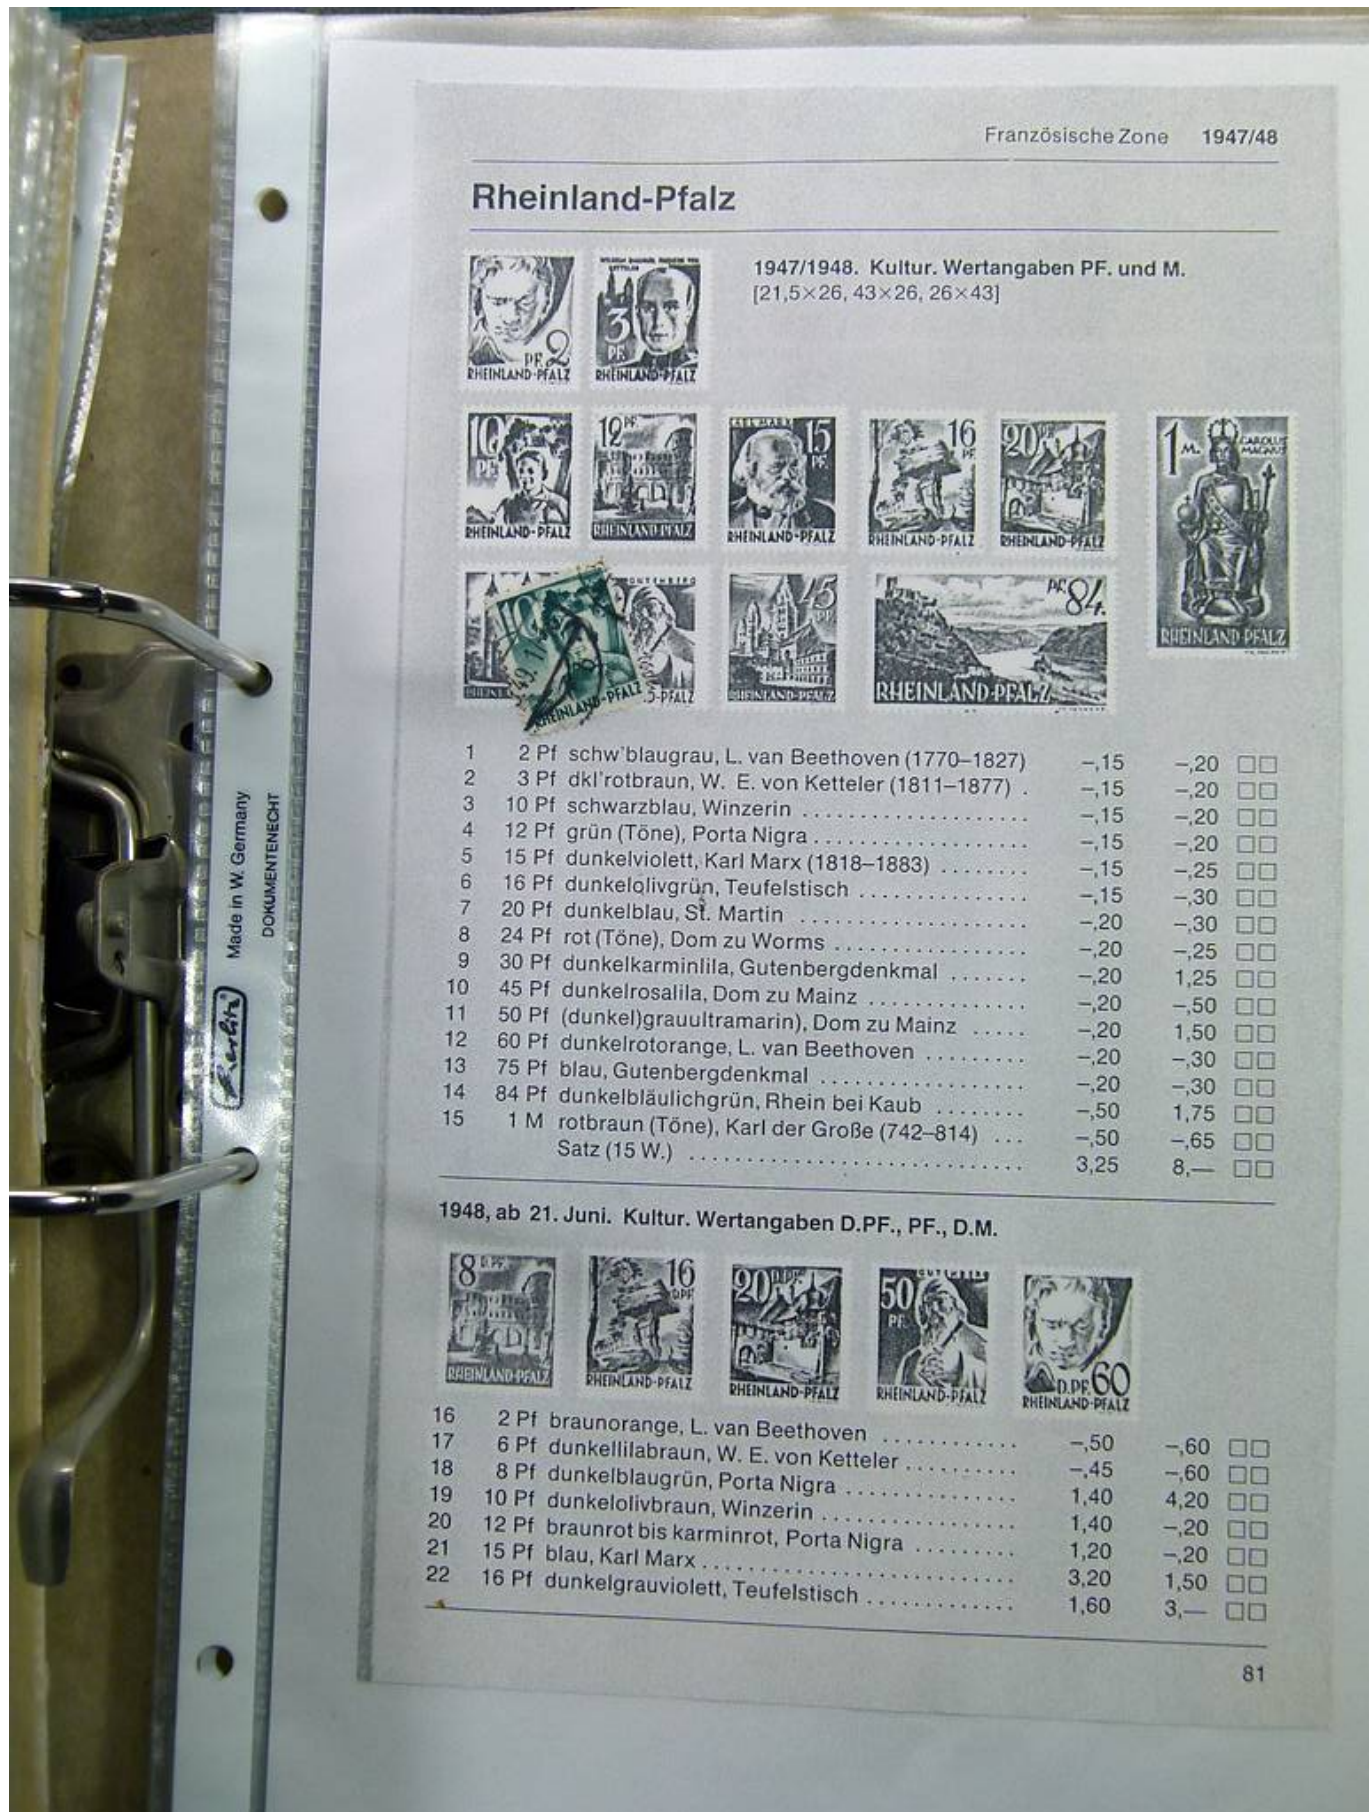 Französische Zone 1947/48
Rheinland-Pfalz
1947/1948. Kultur. Wertangaben PF. und M.
[21,5×26, 43×26, 26×43]
PF. 2
RHEINLAND-PFALZ
3
PF.
RHEINLAND-PFALZ
10
PF.
RHEINLAND-PFALZ
12 PF
RHEINLAND-PFALZ
KARL MARX
15
PF.
RHEINLAND-PFALZ
16
PF.
RHEINLAND-PFALZ
20 PF
RHEINLAND-PFALZ
1 M.
CAROLUS
MAGNUS
RHEINLAND PFALZ
10
49.
RHEINLAND-PFALZ
GUTENBERG
-PFALZ
45
PF.
RHEINLAND-PFALZ
PF. 84.
RHEINLAND-PFALZ
1 2 Pf schw'blaugrau, L. van Beethoven (1770–1827) –,15 –,20
2 3 Pf dkl'rotbraun, W. E. von Ketteler (1811–1877) . –,15 –,20
3 10 Pf schwarzblau, Winzerin ..................... –,15 –,20
4 12 Pf grün (Töne), Porta Nigra .................... –,15 –,20
5 15 Pf dunkelviolett, Karl Marx (1818–1883) ........ –,15 –,25
6 16 Pf dunkelolivgrün, Teufelstisch ............... –,15 –,30
7 20 Pf dunkelblau, St. Martin ..................... –,20 –,30
8 24 Pf rot (Töne), Dom zu Worms .................. –,20 –,25
9 30 Pf dunkelkarminlila, Gutenbergdenkmal ....... –,20 1,25
10 45 Pf dunkelrosalila, Dom zu Mainz .............. –,20 –,50
11 50 Pf (dunkel)grauultramarin), Dom zu Mainz ..... –,20 1,50
12 60 Pf dunkelrotorange, L. van Beethoven ......... –,20 –,30
13 75 Pf blau, Gutenbergdenkmal ................... –,20 –,30
14 84 Pf dunkelbläulichgrün, Rhein bei Kaub ........ –,50 1,75
15 1 M rotbraun (Töne), Karl der Große (742–814) ... –,50 –,65
Satz (15 W.) ............................... 3,25 8,—
1948, ab 21. Juni. Kultur. Wertangaben D.PF., PF., D.M.
8 D.PF.
RHEINLAND-PFALZ
16
D.PF.
RHEINLAND-PFALZ
20 D.PF.
RHEINLAND-PFALZ
GUTENBERG
50
PF.
RHEINLAND-PFALZ
D.PF. 60
RHEINLAND-PFALZ
16 2 Pf braunorange, L. van Beethoven ............ –,50 –,60
17 6 Pf dunkellilabraun, W. E. von Ketteler .......... –,45 –,60
18 8 Pf dunkelblaugrün, Porta Nigra ............... 1,40 4,20
19 10 Pf dunkelolivbraun, Winzerin ................. 1,40 –,20
20 12 Pf braunrot bis karminrot, Porta Nigra ......... 1,20 –,20
21 15 Pf blau, Karl Marx ............................ 3,20 1,50
22 16 Pf dunkelgrauviolett, Teufelstisch ............. 1,60 3,—
81
Made in W. Germany
DOKUMENTENECHT
Herlitz